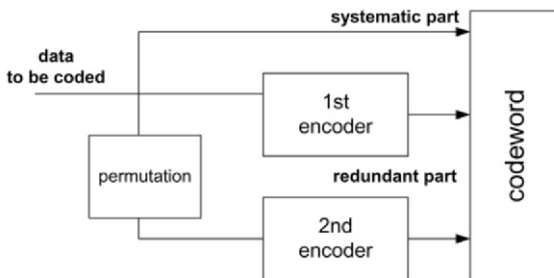 systematic part
data
to be coded
1st
encoder
permutation
redundant part
2nd
encoder
codeword